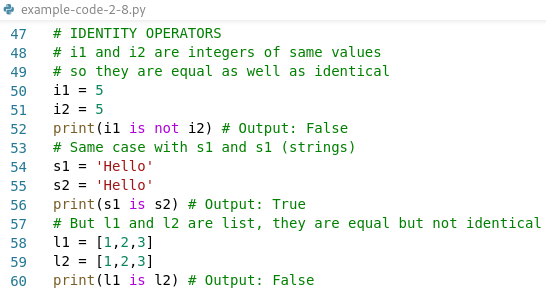 example-code-2-8.py
47 # IDENTITY OPERATORS
48 # i1 and i2 are integers of same values
49 # so they are equal as well as identical
50 i1 = 5
51 i2 = 5
52 print(i1 is not i2) # Output: False
53 # Same case with s1 and s1 (strings)
54 s1 = 'Hello'
55 s2 = 'Hello'
56 print(s1 is s2) # Output: True
57 # But l1 and l2 are list, they are equal but not identical
58 l1 = [1,2,3]
59 l2 = [1,2,3]
60 print(l1 is l2) # Output: False